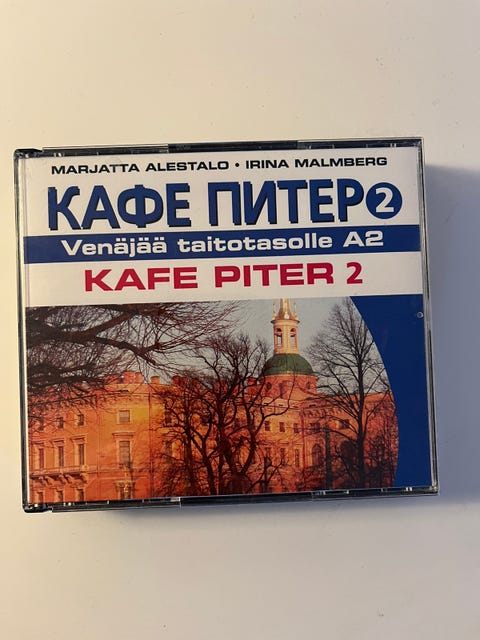 MARJATTA ALESTALO • IRINA MALMBERG
КАФЕ ПИТЕР 2
Venäjää taitotasolle A2
KAFE PITER 2